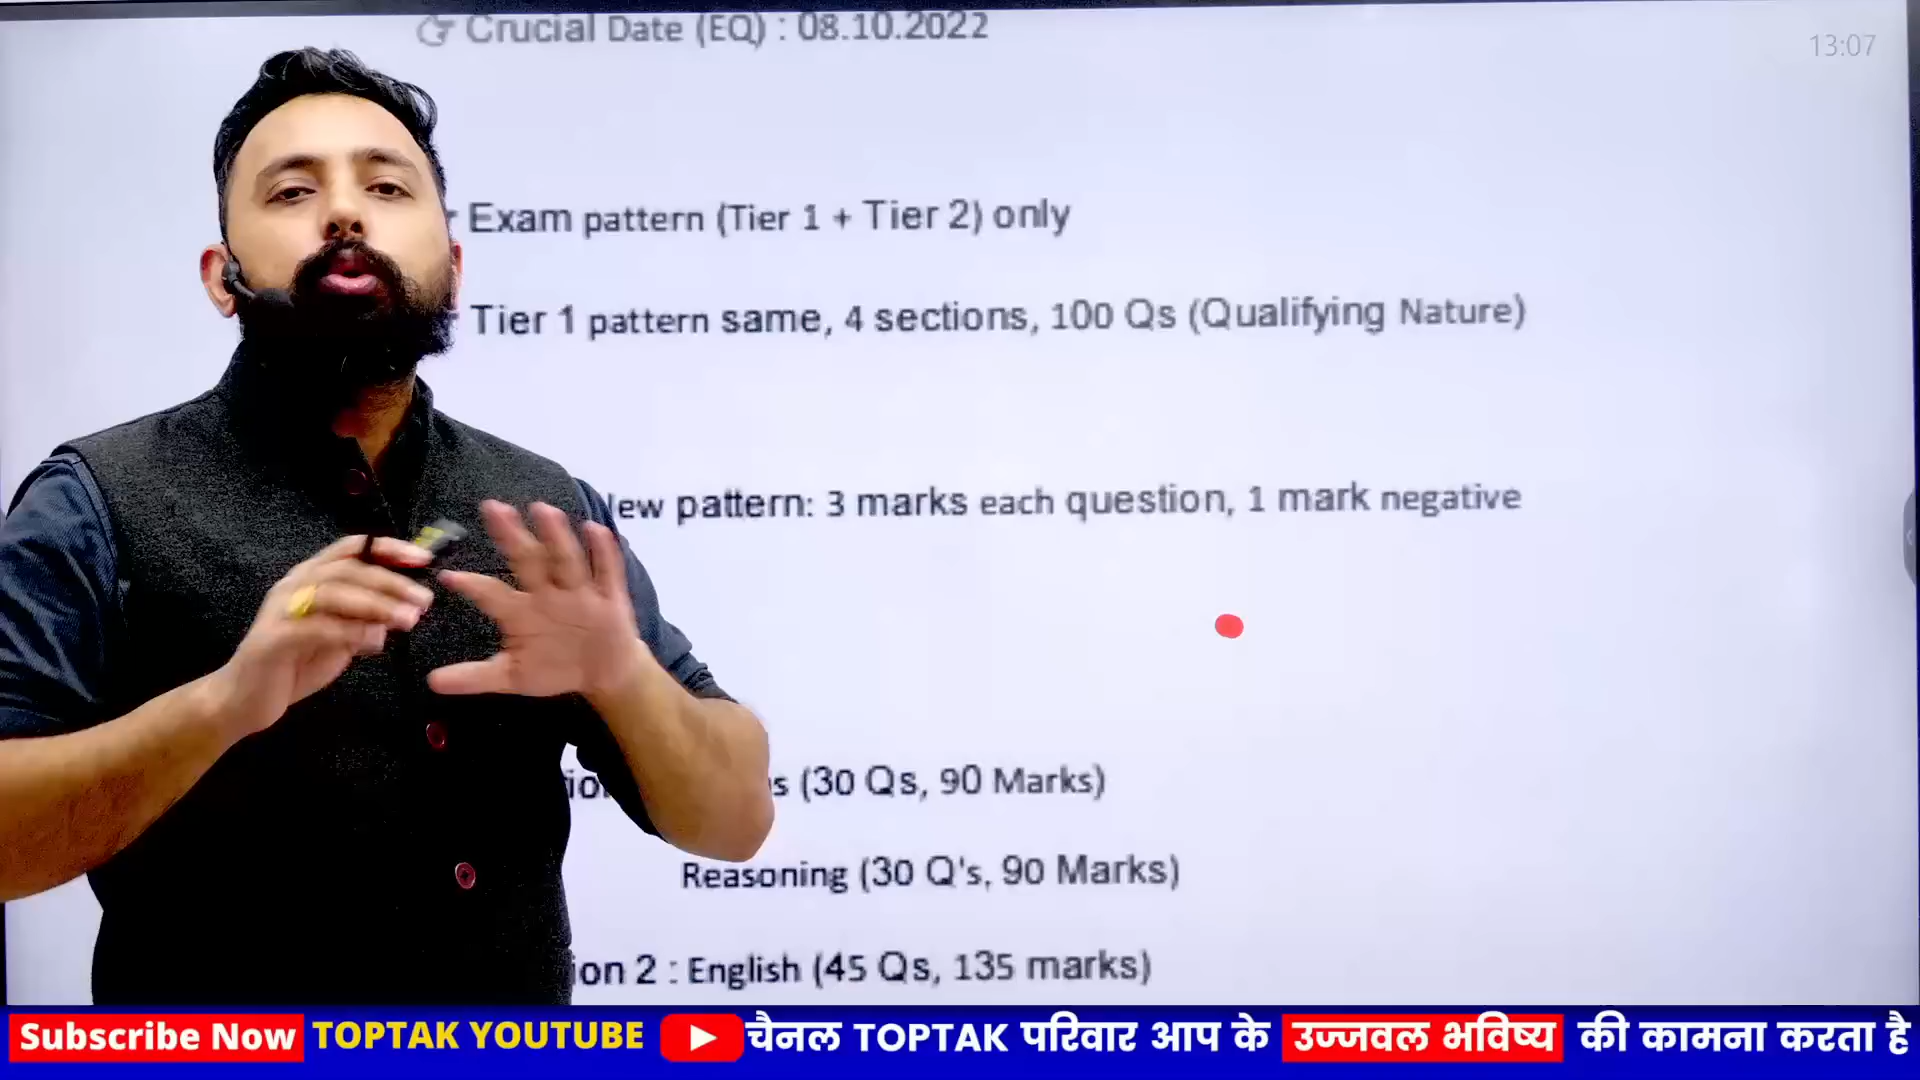 Crucial Date (EQ) : 08.10.2022
13:07
Exam pattern (Tier 1 + Tier 2) only
Tier 1 pattern same, 4 sections, 100 Qs (Qualifying Nature)
pattern: 3 marks each question, 1 mark negative
(30 Qs, 90 Marks)
Reasoning (30 Q's, 90 Marks)
2 : English (45 Qs, 135 marks)
Subscribe Now TOPTAK YOUTUBE चैनल TOPTAK परिवार आप के उज्जवल भविष्य की कामना करता है